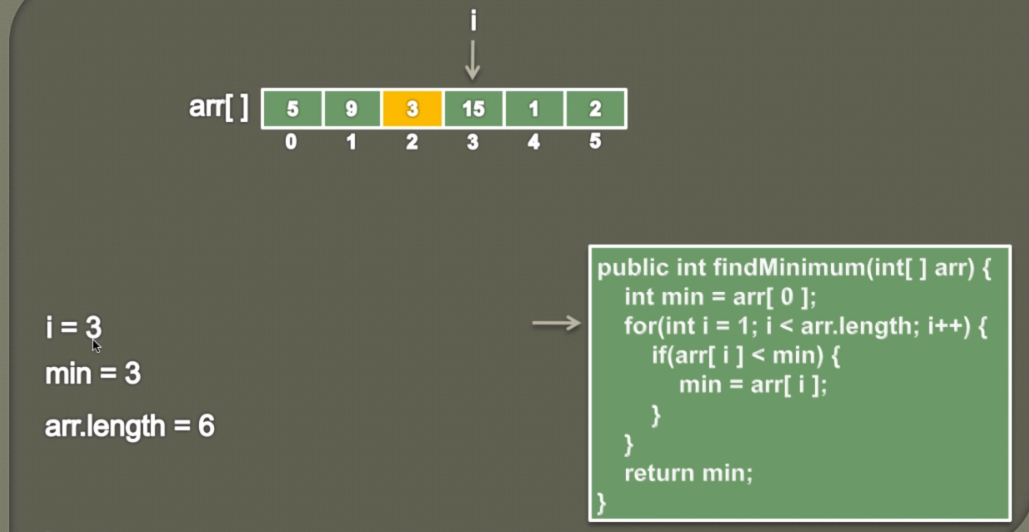 i
arr[ ] 5 9 3 15 1 2
0 1 2 3 4 5
i = 3
min = 3
arr.length = 6
public int findMinimum(int[ ] arr) {
int min = arr[ 0 ];
for(int i = 1; i < arr.length; i++) {
if(arr[ i ] < min) {
min = arr[ i ];
}
}
return min;
}